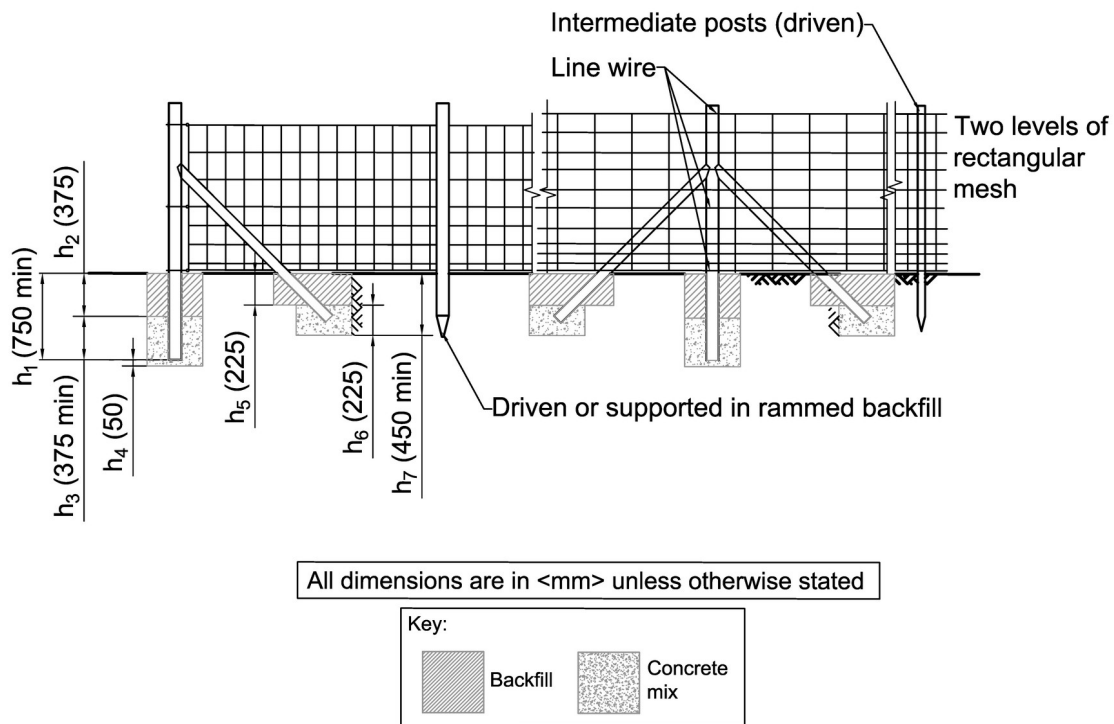 Intermediate posts (driven)
Line wire
Two levels of
rectangular
mesh
h₂ (375)
h₁ (750 min)
h₃ (375 min)
h₄ (50)
h₅ (225)
h₆ (225)
h₇ (450 min)
Driven or supported in rammed backfill
All dimensions are in <mm> unless otherwise stated
Key:
Backfill
Concrete
mix